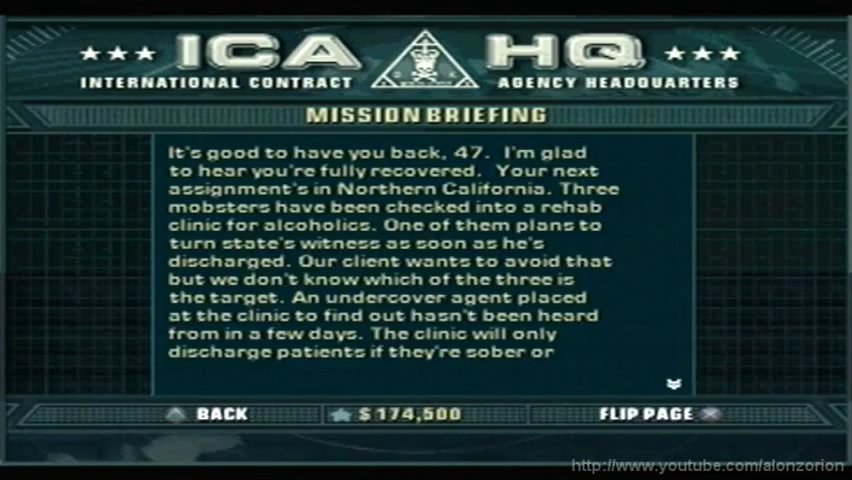 ICA HQ
INTERNATIONAL CONTRACT AGENCY HEADQUARTERS
MISSION BRIEFING
It's good to have you back, 47. I'm glad
to hear you're fully recovered. Your next
assignment's in Northern California. Three
mobsters have been checked into a rehab
clinic for alcoholics. One of them plans to
turn state's witness as soon as he's
discharged. Our client wants to avoid that
but we don't know which of the three is
the target. An undercover agent placed
at the clinic to find out hasn't been heard
from in a few days. The clinic will only
discharge patients if they're sober or
BACK $174,500 FLIP PAGE
http://www.youtube.com/alonzorion